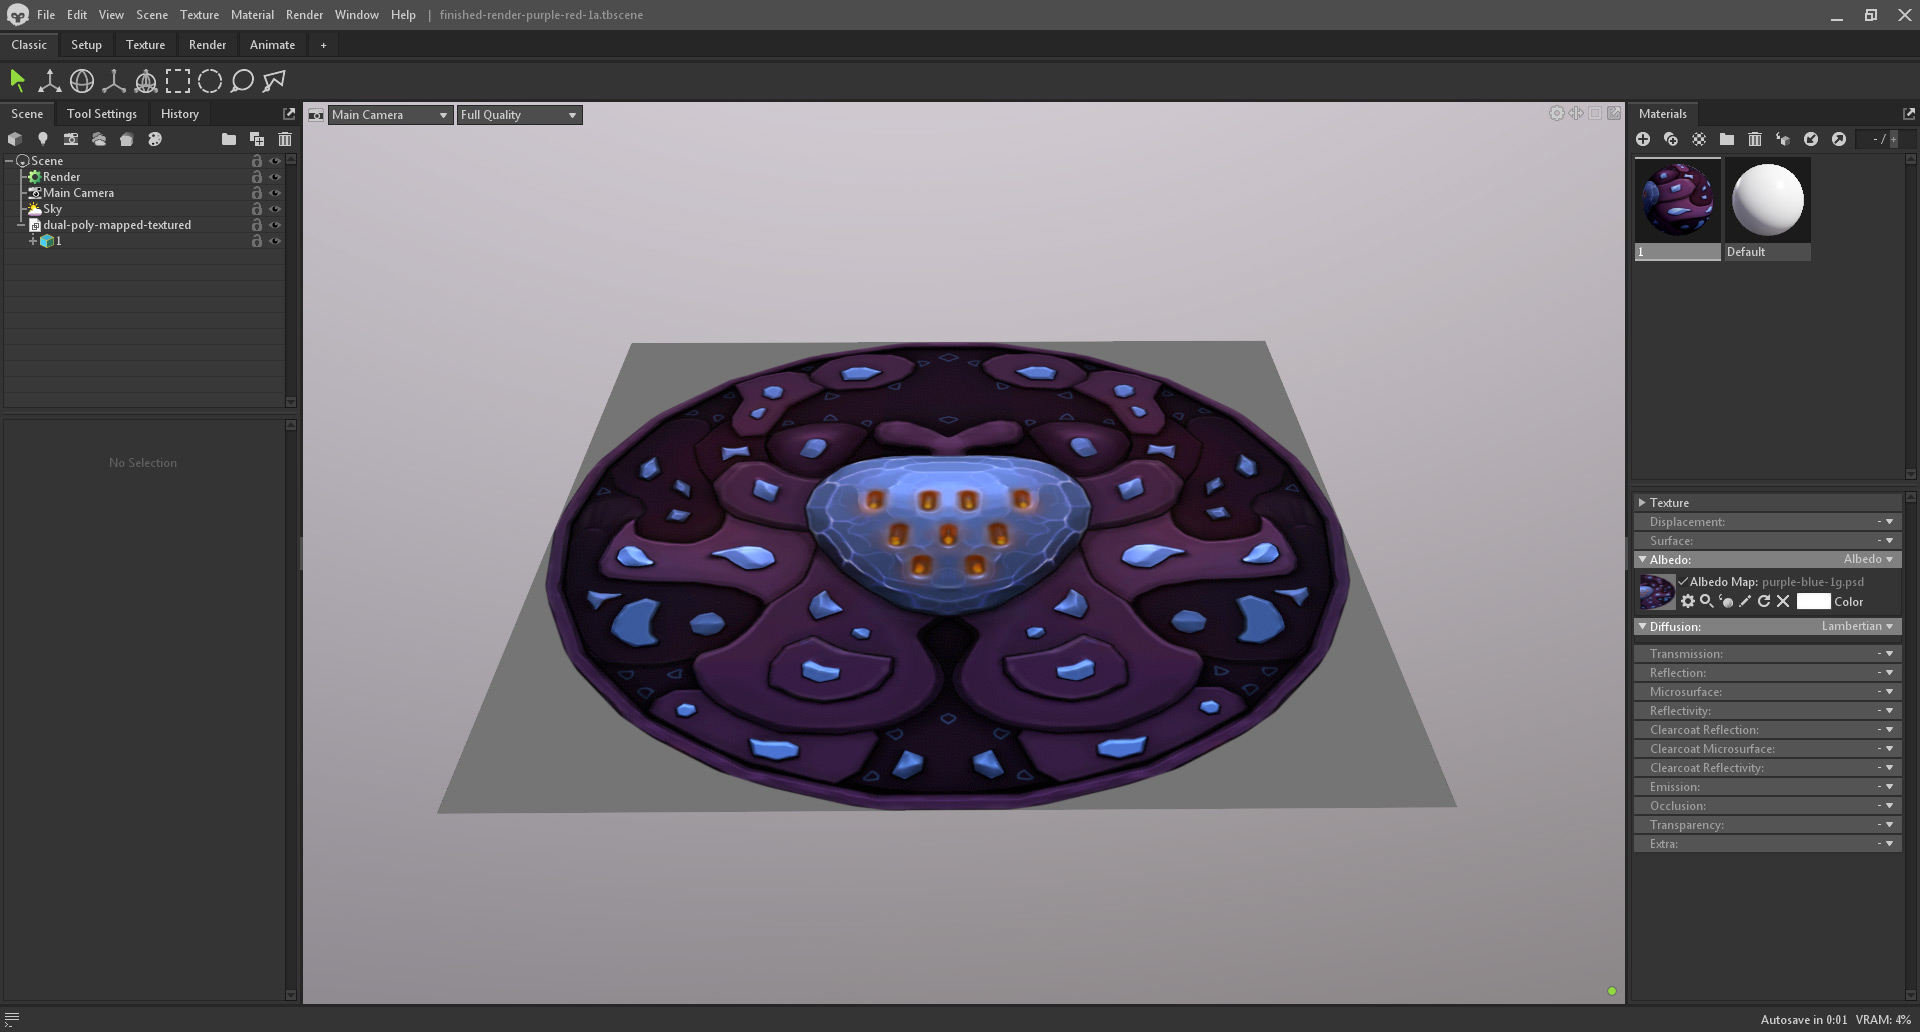 File Edit View Scene Texture Material Render Window Help | finished-render-purple-red-1a.tbscene
Classic Setup Texture Render Animate +
Scene Tool Settings History
Main Camera Full Quality
Materials
- / +
Scene
Render
Main Camera
Sky
dual-poly-mapped-textured
1
1 Default
No Selection
Texture
Displacement: -
Surface: -
Albedo: Albedo
Albedo Map: purple-blue-1g.psd
Color
Diffusion: Lambertian
Transmission: -
Reflection: -
Microsurface: -
Reflectivity: -
Clearcoat Reflection: -
Clearcoat Microsurface: -
Clearcoat Reflectivity: -
Emission: -
Occlusion: -
Transparency: -
Extra: -
Autosave in 0:01 VRAM: 4%